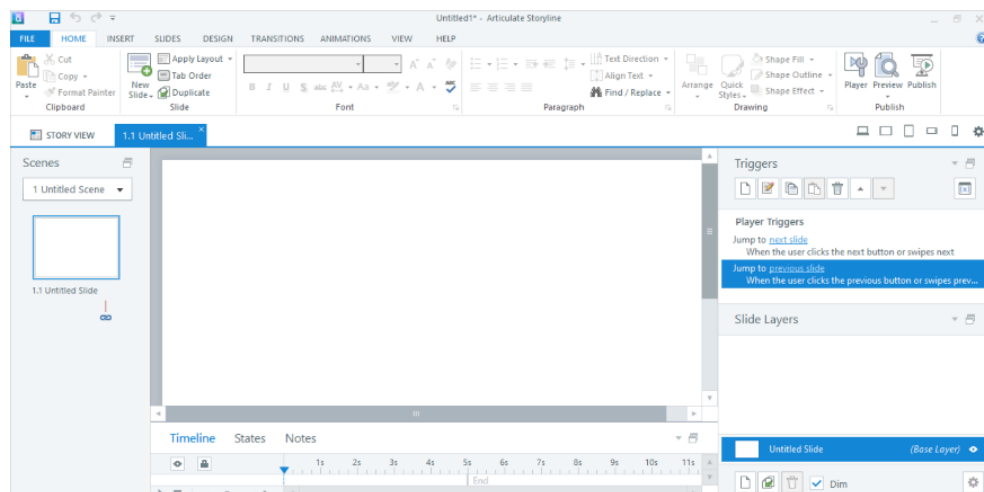 Untitled1* - Articulate Storyline
FILE HOME INSERT SLIDES DESIGN TRANSITIONS ANIMATIONS VIEW HELP
Paste
Cut
Copy
Format Painter
Clipboard
New Slide
Apply Layout
Tab Order
Duplicate
Slide
B I U S abc AV Aa A ABC
Font
Text Direction
Align Text
Find / Replace
Paragraph
Arrange
Quick Styles
Shape Fill
Shape Outline
Shape Effect
Drawing
Player Preview Publish
Publish
STORY VIEW 1.1 Untitled Sli...
Scenes
1 Untitled Scene
1.1 Untitled Slide
Triggers
Player Triggers
Jump to next slide
When the user clicks the next button or swipes next
Jump to previous slide
When the user clicks the previous button or swipes prev...
Slide Layers
Timeline States Notes
1s 2s 3s 4s 5s 6s 7s 8s 9s 10s 11s
End
Untitled Slide (Base Layer)
Dim